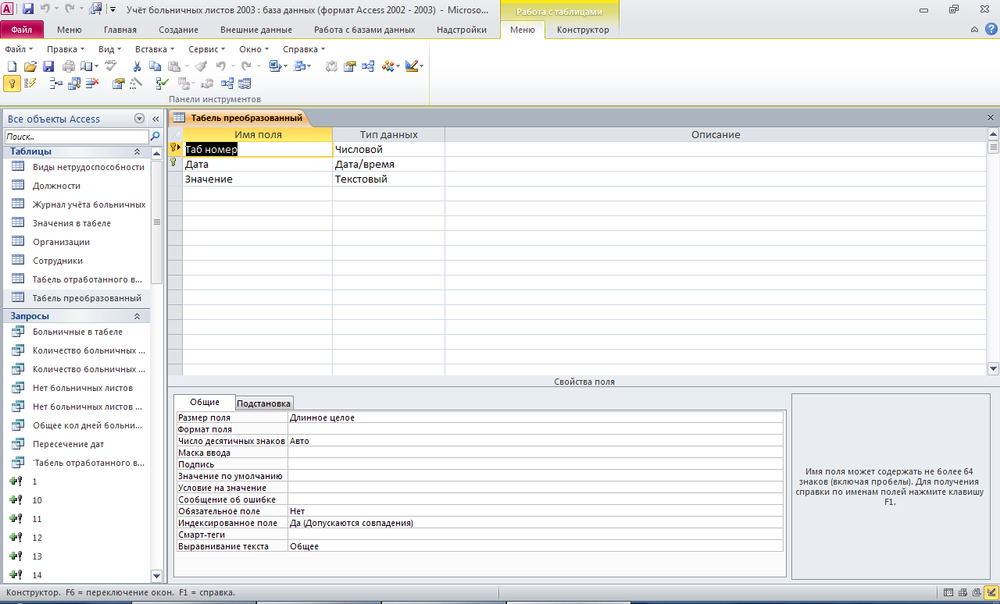 Учёт больничных листов 2003 : база данных (формат Access 2002 - 2003) - Microso...
Работа с таблицами
Файл Меню Главная Создание Внешние данные Работа с базами данных Надстройки Меню Конструктор
Файл Правка Вид Вставка Сервис Окно Справка
Панели инструментов
Все объекты Access
Поиск...
Таблицы
Виды нетрудоспособности
Должности
Журнал учёта больничных
Значения в табеле
Организации
Сотрудники
Табель отработанного в...
Табель преобразованный
Запросы
Больничные в табеле
Количество больничных ...
Количество больничных ...
Нет больничных листов
Нет больничных листов ...
Общее кол дней больни...
Пересечение дат
'Табель отработанного в...
1
10
11
12
13
14
Табель преобразованный
Имя поля Тип данных Описание
Таб номер Числовой
Дата Дата/время
Значение Текстовый
Свойства поля
Общие Подстановка
Размер поля Длинное целое
Формат поля
Число десятичных знаков Авто
Маска ввода
Подпись
Значение по умолчанию
Условие на значение
Сообщение об ошибке
Обязательное поле Нет
Индексированное поле Да (Допускаются совпадения)
Смарт-теги
Выравнивание текста Общее
Имя поля может содержать не более 64
знаков (включая пробелы). Для получения
справки по именам полей нажмите клавишу
F1.
Конструктор. F6 = переключение окон. F1 = справка.